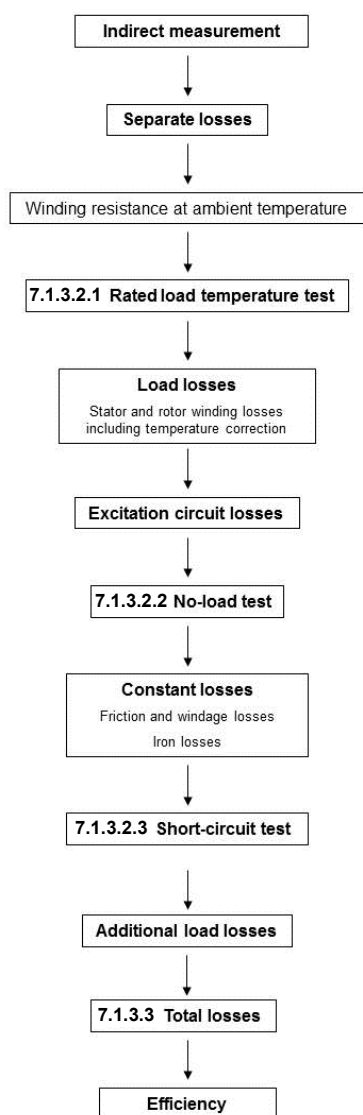 Indirect measurement
Separate losses
Winding resistance at ambient temperature
7.1.3.2.1 Rated load temperature test
Load losses
Stator and rotor winding losses
including temperature correction
Excitation circuit losses
7.1.3.2.2 No-load test
Constant losses
Friction and windage losses
Iron losses
7.1.3.2.3 Short-circuit test
Additional load losses
7.1.3.3 Total losses
Efficiency